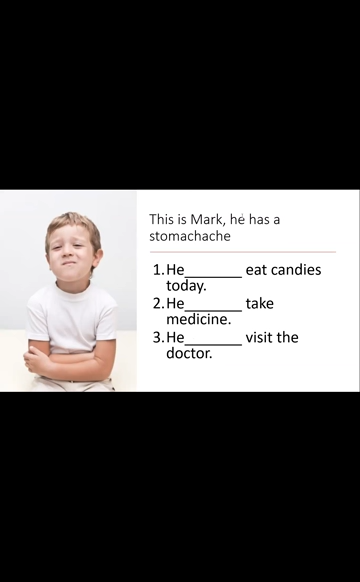 This is Mark, he has a
stomachache
1. He_______ eat candies
today.
2. He_______ take
medicine.
3. He_______ visit the
doctor.